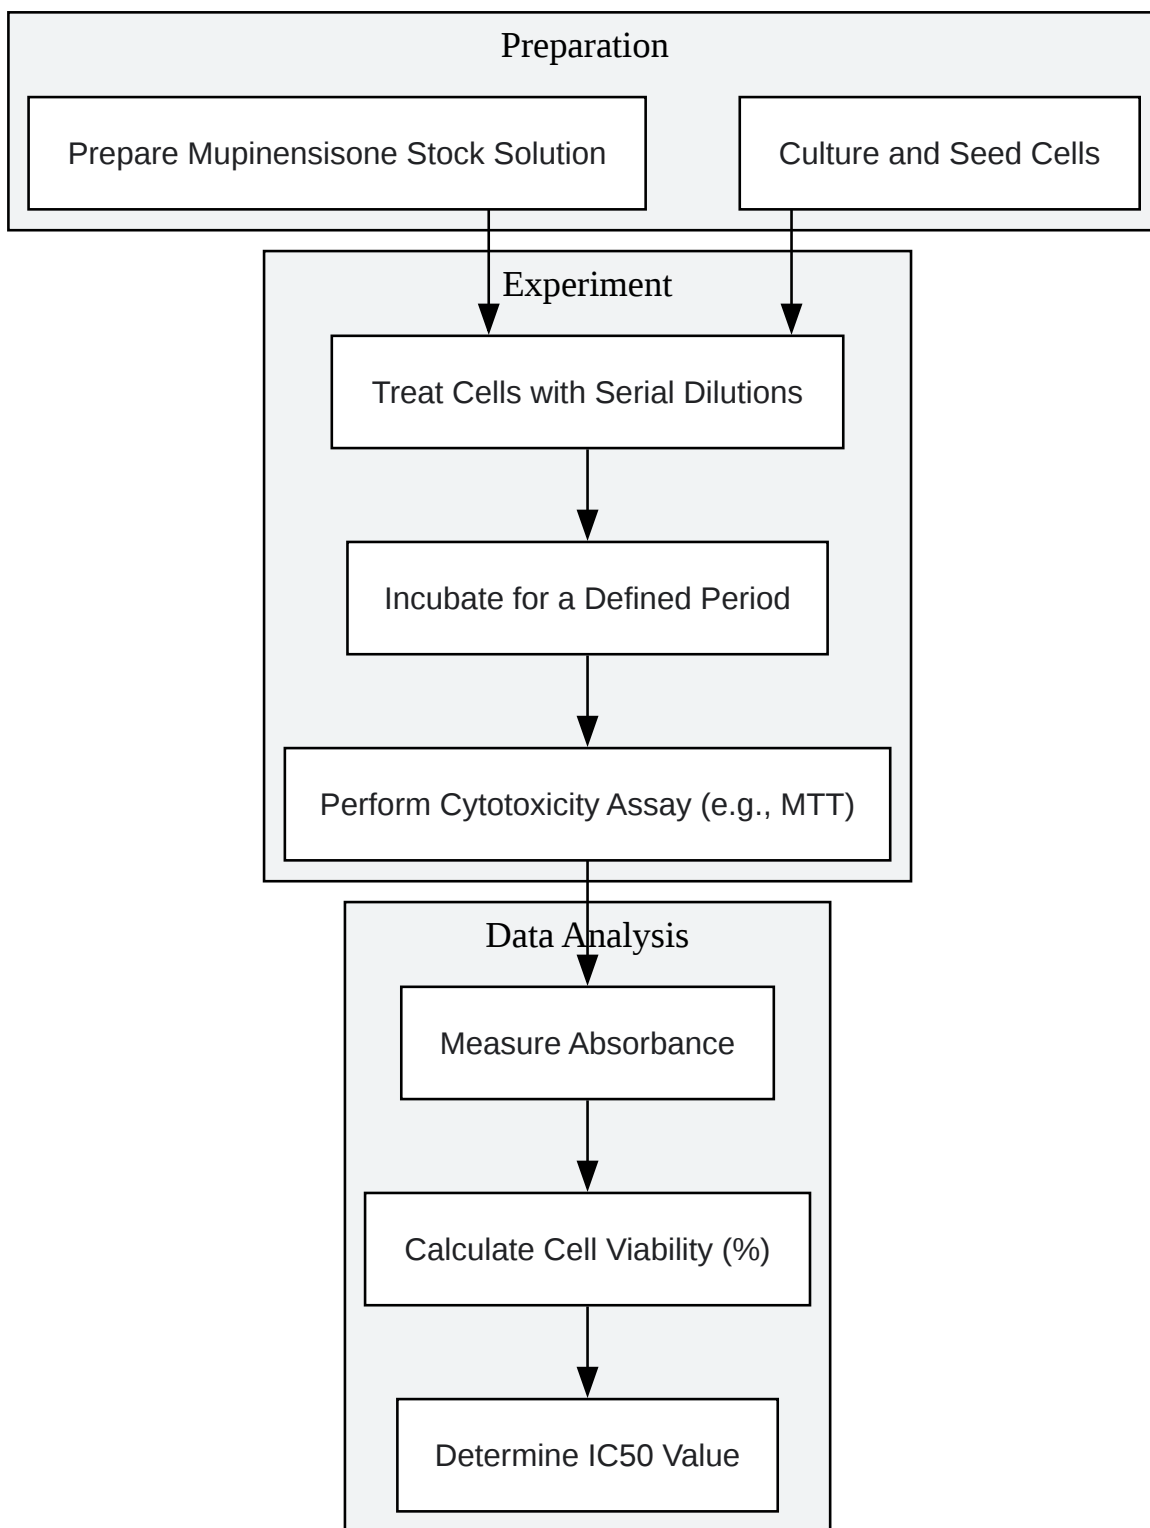 Preparation
Prepare Mupinensisone Stock Solution
Culture and Seed Cells
Experiment
Treat Cells with Serial Dilutions
Incubate for a Defined Period
Perform Cytotoxicity Assay (e.g., MTT)
Data Analysis
Measure Absorbance
Calculate Cell Viability (%)
Determine IC50 Value